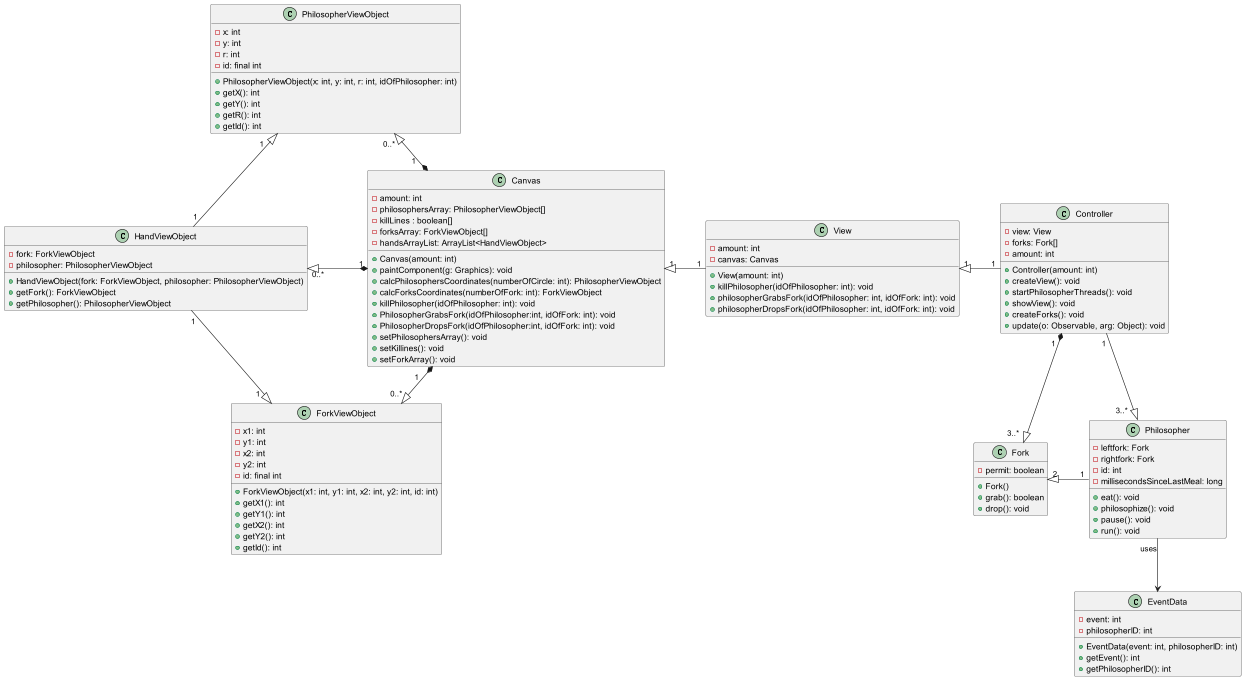 C PhilosopherViewObject
x: int
y: int
r: int
id: final int
PhilosopherViewObject(x: int, y: int, r: int, idOfPhilosopher: int)
getX(): int
getY(): int
getR(): int
getId(): int
1
0..*
1
1
C HandViewObject
fork: ForkViewObject
philosopher: PhilosopherViewObject
HandViewObject(fork: ForkViewObject, philosopher: PhilosopherViewObject)
getFork(): ForkViewObject
getPhilosopher(): PhilosopherViewObject
0..*
1
1
1
C Canvas
amount: int
philosophersArray: PhilosopherViewObject[]
killLines : boolean[]
forksArray: ForkViewObject[]
handsArrayList: ArrayList<HandViewObject>
Canvas(amount: int)
paintComponent(g: Graphics): void
calcPhilosophersCoordinates(numberOfCircle: int): PhilosopherViewObject
calcForksCoordinates(numberOfFork: int): ForkViewObject
killPhilosopher(idOfPhilosopher: int): void
PhilosopherGrabsFork(idOfPhilosopher:int, idOfFork: int): void
PhilosopherDropsFork(idOfPhilosopher:int, idOfFork: int): void
setPhilosophersArray(): void
setKillines(): void
setForkArray(): void
1
0..*
1
1
C View
amount: int
canvas: Canvas
View(amount: int)
killPhilosopher(idOfPhilosopher: int): void
philosopherGrabsFork(idOfPhilosopher: int, idOfFork: int): void
philosopherDropsFork(idOfPhilosopher: int, idOfFork: int): void
1
1
C Controller
view: View
forks: Fork[]
amount: int
Controller(amount: int)
createView(): void
startPhilosopherThreads(): void
showView(): void
createForks(): void
update(o: Observable, arg: Object): void
1
1
3..*
3..*
C ForkViewObject
x1: int
y1: int
x2: int
y2: int
id: final int
ForkViewObject(x1: int, y1: int, x2: int, y2: int, id: int)
getX1(): int
getY1(): int
getX2(): int
getY2(): int
getId(): int
C Fork
permit: boolean
Fork()
grab(): boolean
drop(): void
2
1
C Philosopher
leftfork: Fork
rightfork: Fork
id: int
millisecondsSinceLastMeal: long
eat(): void
philosophize(): void
pause(): void
run(): void
uses
C EventData
event: int
philosopherID: int
EventData(event: int, philosopherID: int)
getEvent(): int
getPhilosopherID(): int